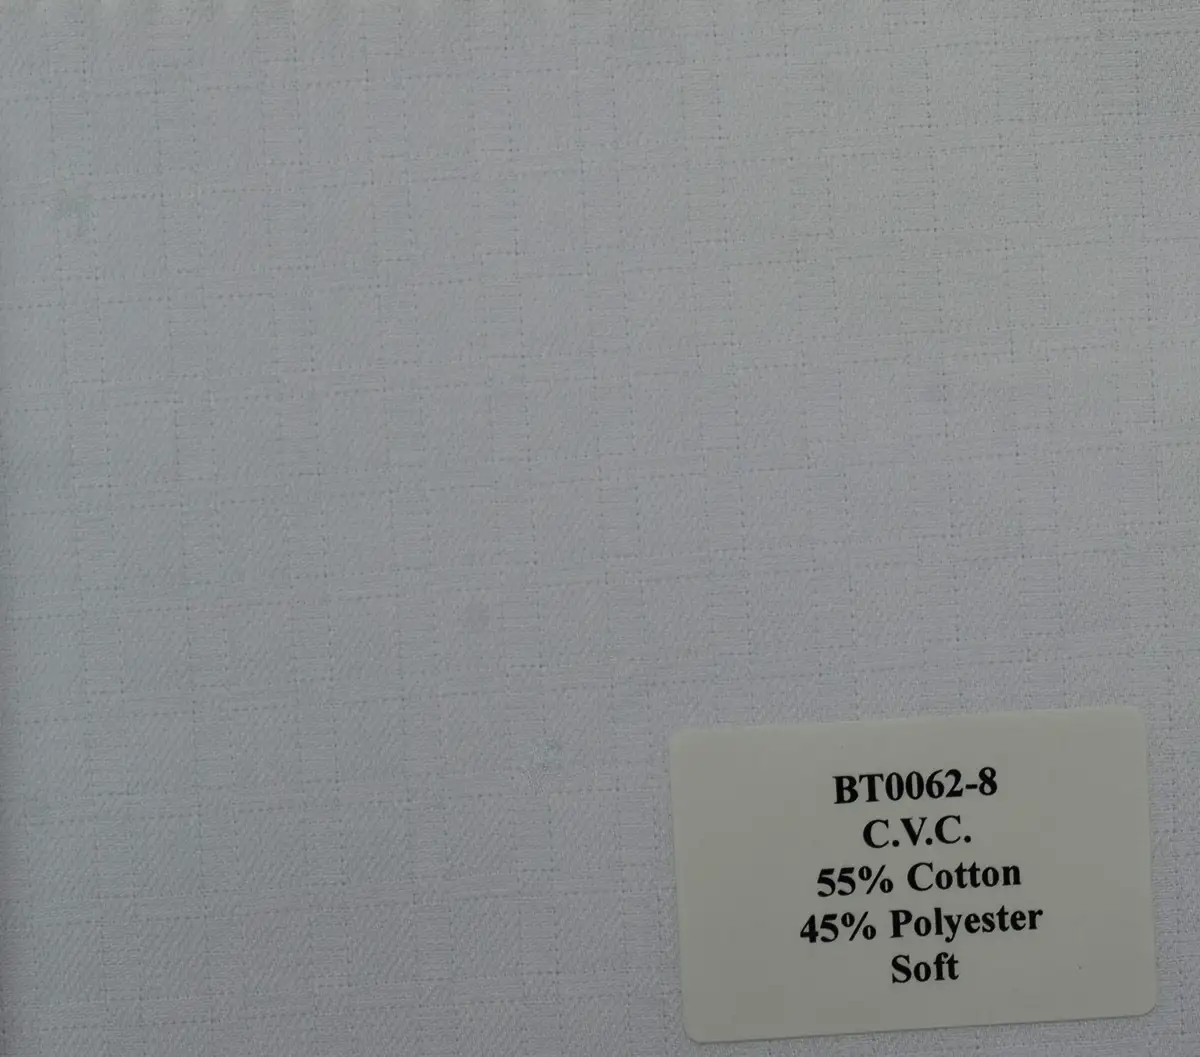 BT0062-8
C.V.C.
55% Cotton
45% Polyester
Soft